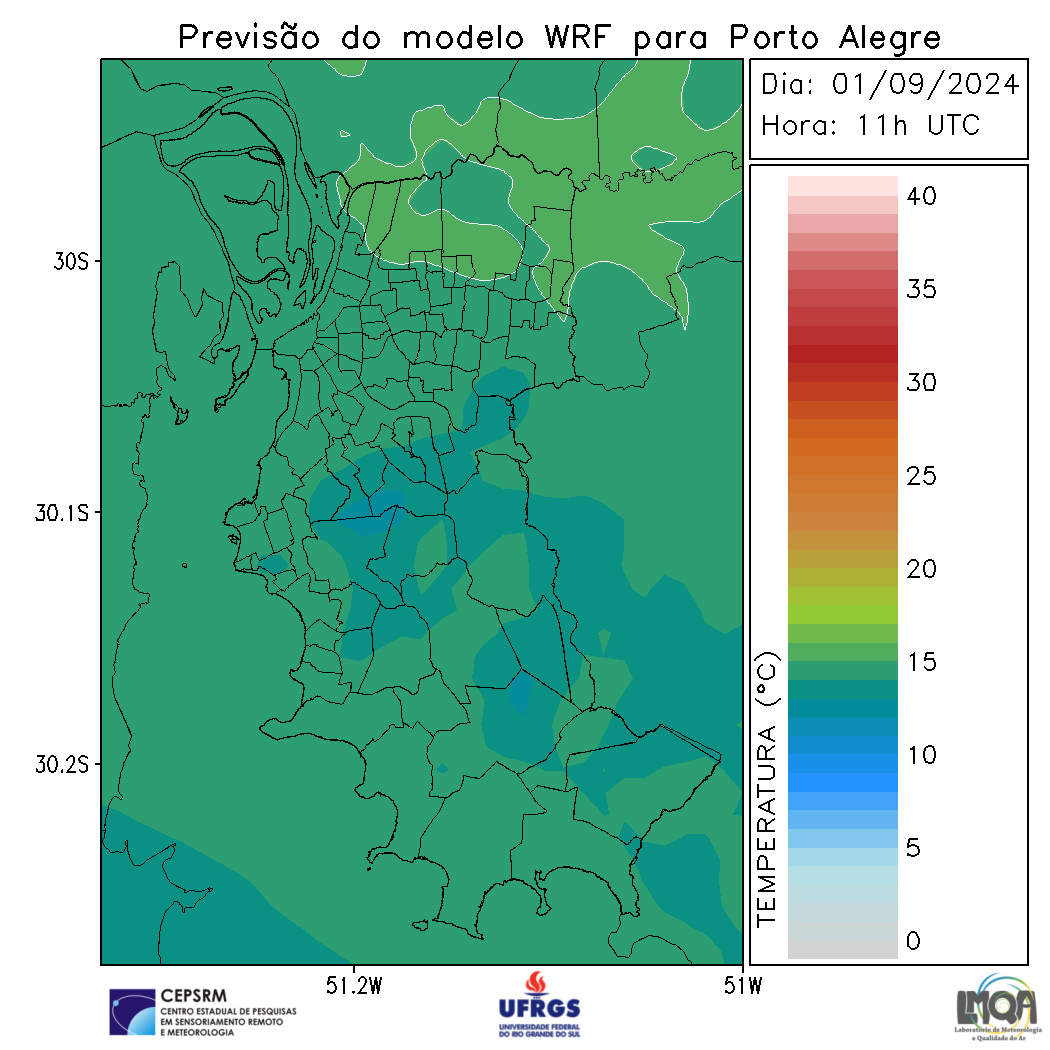 Previsão do modelo WRF para Porto Alegre
Dia: 01/09/2024
Hora: 11h UTC
40
35
30
25
20
15
10
5
0
TEMPERATURA (°C)
30S
30.1S
30.2S
51.2W
51W
CEPSRM
CENTRO ESTADUAL DE PESQUISAS
EM SENSORIAMENTO REMOTO
E METEOROLOGIA
UFRGS
UNIVERSIDADE FEDERAL
DO RIO GRANDE DO SUL
LMQA
Laboratório de Meteorologia
e Qualidade do Ar